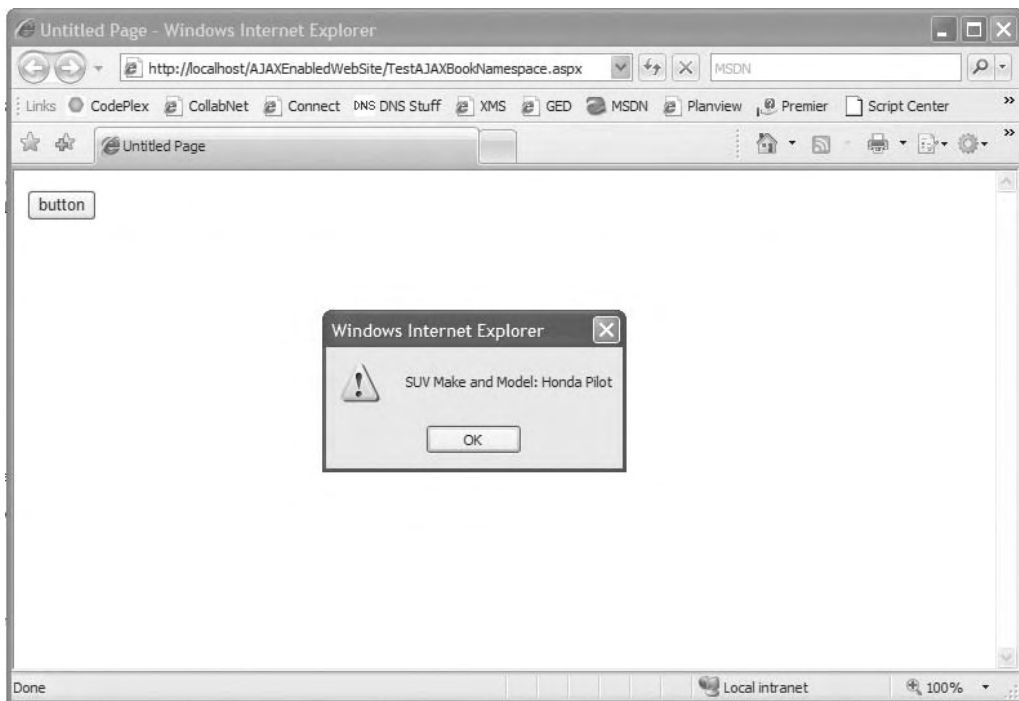 Untitled Page - Windows Internet Explorer
http://localhost/AJAXEnabledWebSite/TestAJAXBookNamespace.aspx MSDN
Links CodePlex CollabNet Connect DNS DNS Stuff XMS GED MSDN Planview Premier Script Center »
Untitled Page »
button
Windows Internet Explorer
SUV Make and Model: Honda Pilot
OK
Done Local intranet 100%